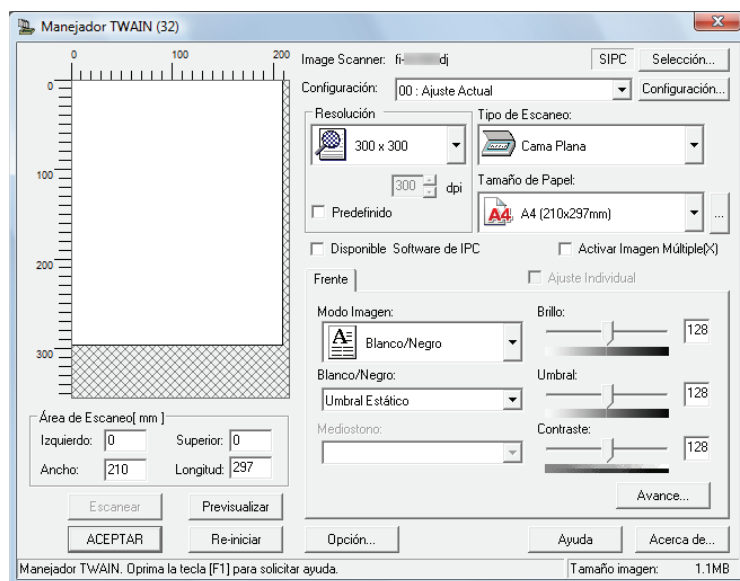 Manejador TWAIN (32)
0 100 200
0
100
200
300
Image Scanner: fi- dj
SIPC
Selección...
Configuración: 00 : Ajuste Actual
Configuración...
Resolución
300 x 300
300 dpi
Predefinido
Tipo de Escaneo:
Cama Plana
Tamaño de Papel:
A4 A4 (210x297mm) ...
Disponible Software de IPC
Activar Imagen Múltiple(X)
Frente
Ajuste Individual
Modo Imagen:
Blanco/Negro
Blanco/Negro:
Umbral Estático
Mediostono:
Brillo:
128
Umbral:
128
Contraste:
128
Avance...
Área de Escaneo[ mm ]
Izquierdo: 0 Superior: 0
Ancho: 210 Longitud: 297
Escanear Previsualizar
ACEPTAR Re-iniciar Opción... Ayuda Acerca de...
Manejador TWAIN. Oprima la tecla [F1] para solicitar ayuda. Tamaño imagen: 1.1MB